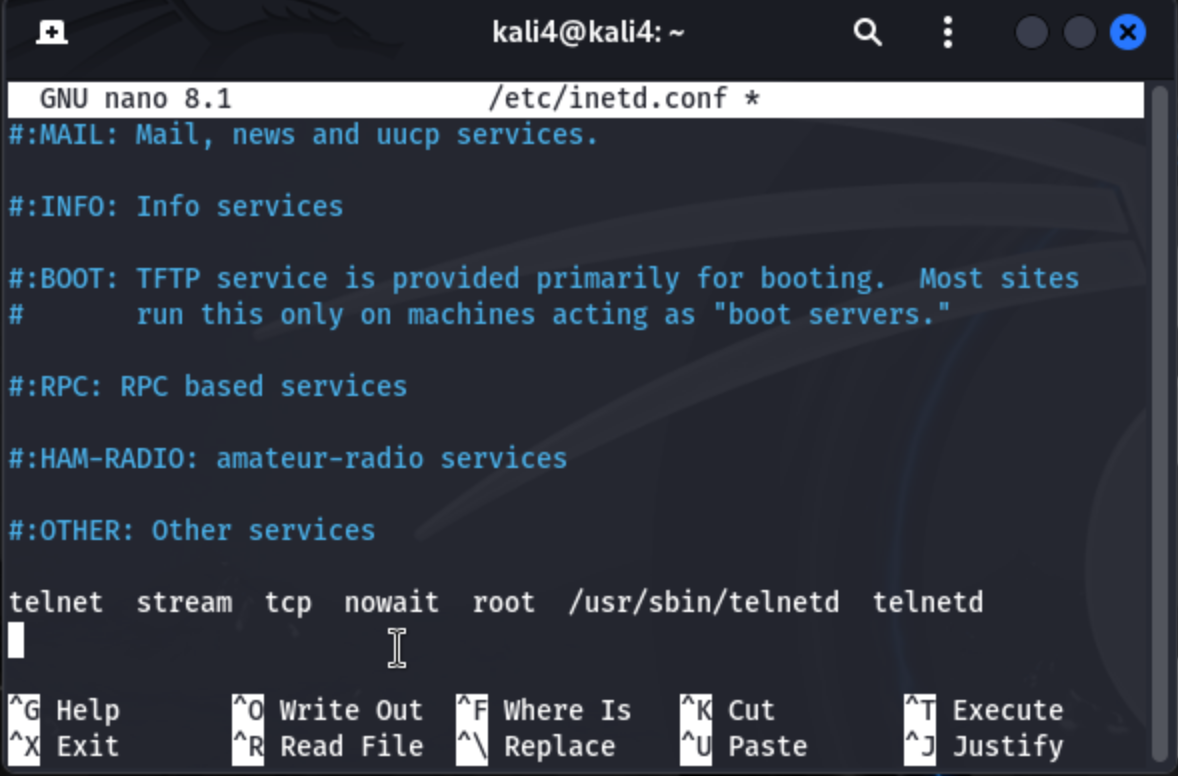 kali4@kali4: ~
GNU nano 8.1 /etc/inetd.conf *
#:MAIL: Mail, news and uucp services.
#:INFO: Info services
#:BOOT: TFTP service is provided primarily for booting.  Most sites
#       run this only on machines acting as "boot servers."
#:RPC: RPC based services
#:HAM-RADIO: amateur-radio services
#:OTHER: Other services
telnet  stream  tcp  nowait  root  /usr/sbin/telnetd  telnetd
^G Help ^O Write Out ^F Where Is ^K Cut ^T Execute
^X Exit ^R Read File ^\ Replace ^U Paste ^J Justify